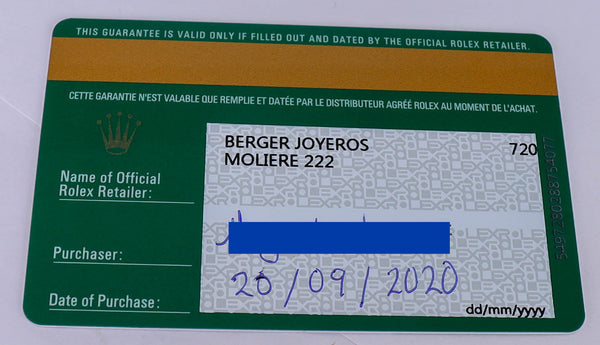 THIS GUARANTEE IS VALID ONLY IF FILLED OUT AND DATED BY THE OFFICIAL ROLEX RETAILER.
CETTE GARANTIE N'EST VALABLE QUE REMPLIE ET DATÉE PAR LE DISTRIBUTEUR AGRÉÉ ROLEX AU MOMENT DE L'ACHAT.
BERGER JOYEROS 720
MOLIERE 222
Name of Official
Rolex Retailer:
Purchaser:
Date of Purchase: 20/09/2020
dd/mm/yyyy